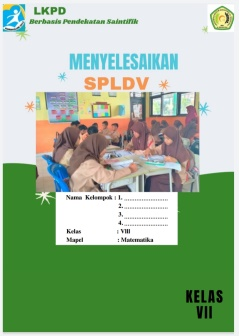 LKPD
Berbasis Pendekatan Saintifik
MENYELESAIKAN
SPLDV
Nama Kelompok : 1. ........................
2. ........................
3. ........................
4. ........................
Kelas : VIII
Mapel : Matematika
KELAS
VII